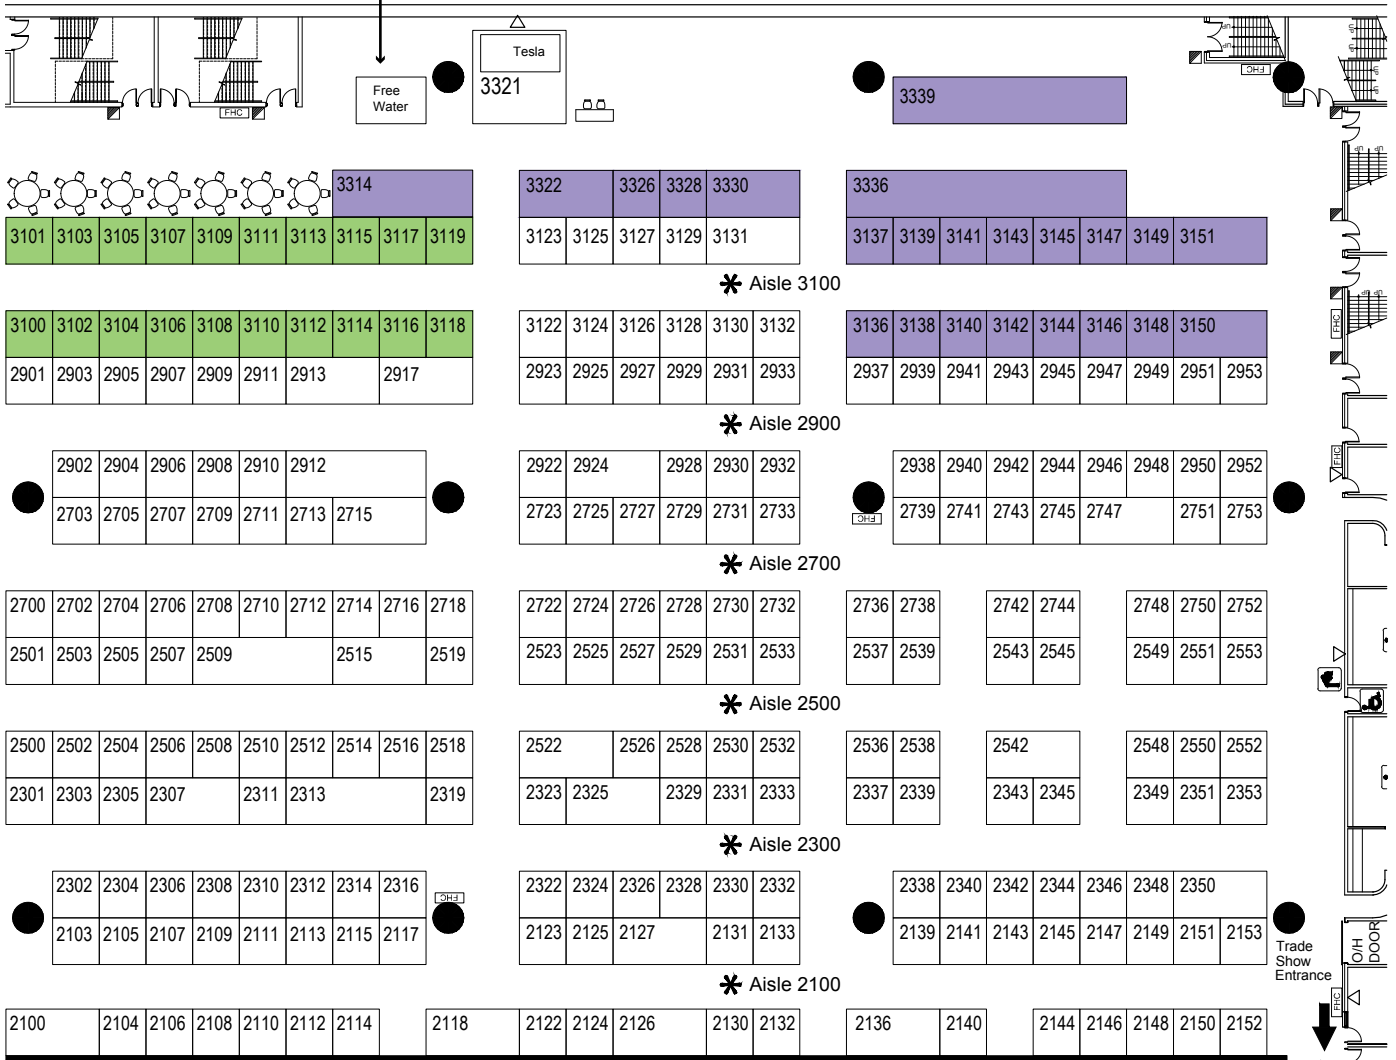 Tesla
3321
Free
Water
FHC
FHC
3339
3314
3322 3326 3328 3330
3336
3101 3103 3105 3107 3109 3111 3113 3115 3117 3119
3123 3125 3127 3129 3131
3137 3139 3141 3143 3145 3147 3149 3151
Aisle 3100
3100 3102 3104 3106 3108 3110 3112 3114 3116 3118
3122 3124 3126 3128 3130 3132
3136 3138 3140 3142 3144 3146 3148 3150
FHC
2901 2903 2905 2907 2909 2911 2913 2917
2923 2925 2927 2929 2931 2933
2937 2939 2941 2943 2945 2947 2949 2951 2953
Aisle 2900
2902 2904 2906 2908 2910 2912
2922 2924 2928 2930 2932
2938 2940 2942 2944 2946 2948 2950 2952
FHC
2703 2705 2707 2709 2711 2713 2715
2723 2725 2727 2729 2731 2733
FHC
2739 2741 2743 2745 2747 2751 2753
Aisle 2700
2700 2702 2704 2706 2708 2710 2712 2714 2716 2718
2722 2724 2726 2728 2730 2732
2736 2738 2742 2744 2748 2750 2752
2501 2503 2505 2507 2509 2515 2519
2523 2525 2527 2529 2531 2533
2537 2539 2543 2545 2549 2551 2553
Aisle 2500
2500 2502 2504 2506 2508 2510 2512 2514 2516 2518
2522 2526 2528 2530 2532
2536 2538 2542 2548 2550 2552
2301 2303 2305 2307 2311 2313 2319
2323 2325 2329 2331 2333
2337 2339 2343 2345 2349 2351 2353
Aisle 2300
2302 2304 2306 2308 2310 2312 2314 2316
FHC
2322 2324 2326 2328 2330 2332
2338 2340 2342 2344 2346 2348 2350
2103 2105 2107 2109 2111 2113 2115 2117
2123 2125 2127 2131 2133
2139 2141 2143 2145 2147 2149 2151 2153
Trade
Show
Entrance
O/H
DOOR
Aisle 2100
FHC
2100 2104 2106 2108 2110 2112 2114 2118
2122 2124 2126 2130 2132
2136 2140 2144 2146 2148 2150 2152